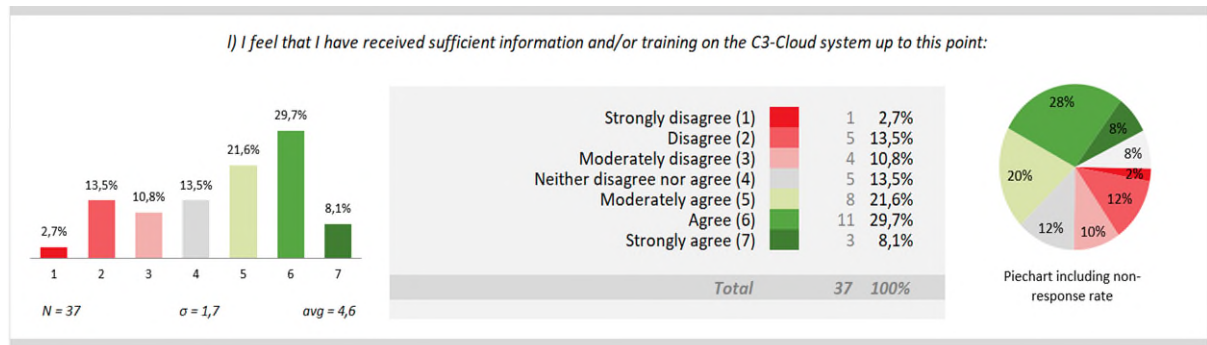 l) I feel that I have received sufficient information and/or training on the C3-Cloud system up to this point:
29,7%
21,6%
13,5%
10,8%
13,5%
8,1%
2,7%
1 2 3 4 5 6 7
N = 37 σ = 1,7 avg = 4,6
Strongly disagree (1) 1 2,7%
Disagree (2) 5 13,5%
Moderately disagree (3) 4 10,8%
Neither disagree nor agree (4) 5 13,5%
Moderately agree (5) 8 21,6%
Agree (6) 11 29,7%
Strongly agree (7) 3 8,1%
Total 37 100%
28%
8%
8%
2%
12%
10%
12%
20%
Piechart including non-
response rate